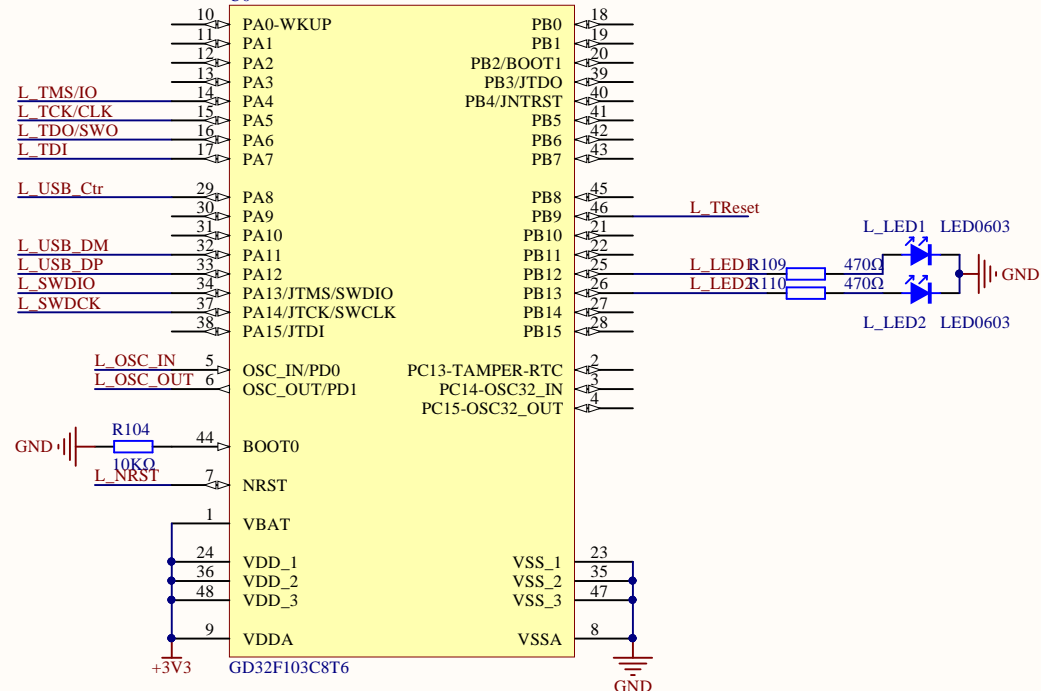 10 PA0-WKUP PB0 18
11 PA1 PB1 19
12 PA2 PB2/BOOT1 20
13 PA3 PB3/JTDO 39
L_TMS/IO 14 PA4 PB4/JNTRST 40
L_TCK/CLK 15 PA5 PB5 41
L_TDO/SWO 16 PA6 PB6 42
L_TDI 17 PA7 PB7 43
L_USB_Ctr 29 PA8 PB8 45
30 PA9 PB9 46 L_TReset
31 PA10 PB10 21
L_LED1 LED0603
L_USB_DM 32 PA11 PB11 22
L_USB_DP 33 PA12 PB12 25 L_LED1 R109 470Ω GND
L_SWDIO 34 PA13/JTMS/SWDIO PB13 26 L_LED2 R110 470Ω
L_SWDCK 37 PA14/JTCK/SWCLK PB14 27
L_LED2 LED0603
38 PA15/JTDI PB15 28
L_OSC_IN 5 OSC_IN/PD0 PC13-TAMPER-RTC 2
L_OSC_OUT 6 OSC_OUT/PD1 PC14-OSC32_IN 3
PC15-OSC32_OUT 4
R104
GND 44 BOOT0
10KΩ
L_NRST 7 NRST
1 VBAT
24 VDD_1 VSS_1 23
36 VDD_2 VSS_2 35
48 VDD_3 VSS_3 47
9 VDDA VSSA 8
+3V3 GD32F103C8T6
GND